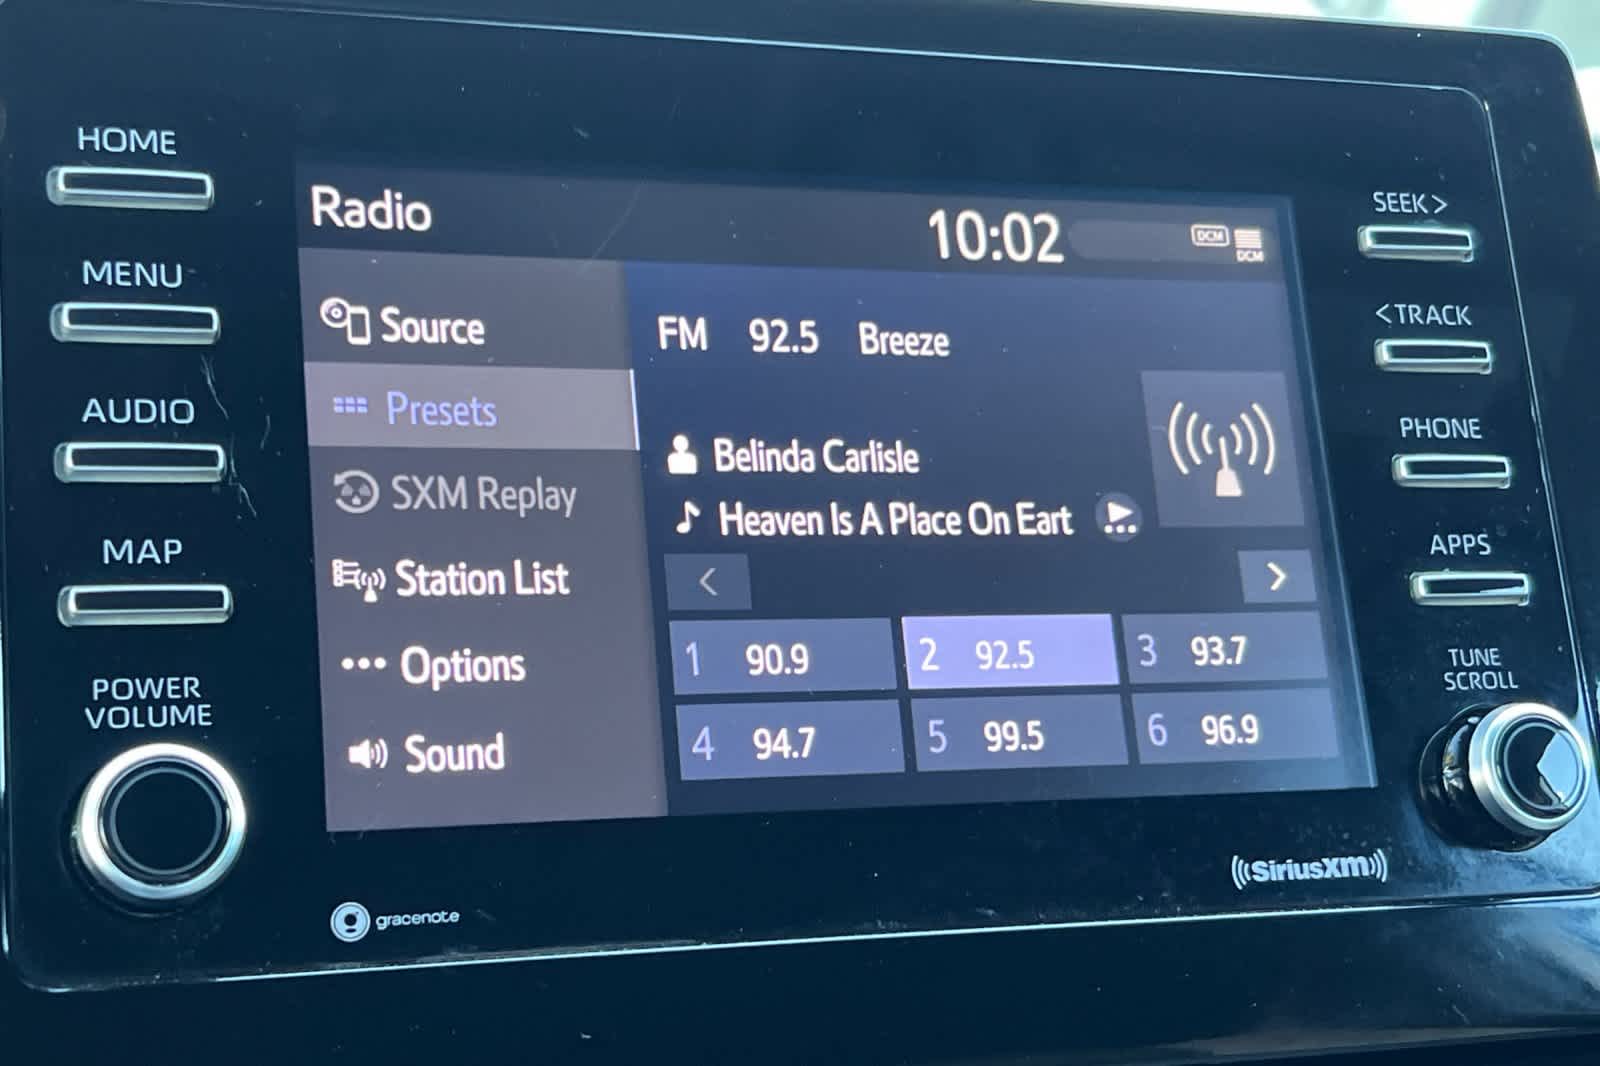 HOME
MENU
AUDIO
MAP
POWER
VOLUME
Radio
10:02
DCM
DCM
Source
Presets
SXM Replay
Station List
Options
Sound
FM 92.5 Breeze
Belinda Carlisle
Heaven Is A Place On Eart
1 90.9
2 92.5
3 93.7
4 94.7
5 99.5
6 96.9
SEEK >
< TRACK
PHONE
APPS
TUNE
SCROLL
gracenote
SiriusXM